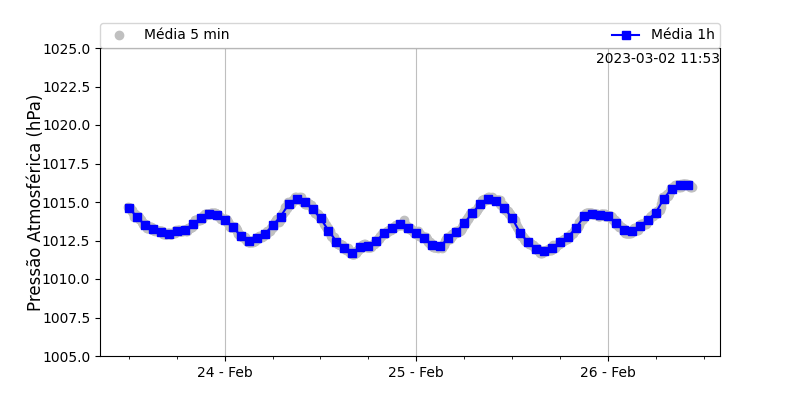 Média 5 min
Média 1h
2023-03-02 11:53
Pressão Atmosférica (hPa)
1025.0
1022.5
1020.0
1017.5
1015.0
1012.5
1010.0
1007.5
1005.0
24 - Feb
25 - Feb
26 - Feb